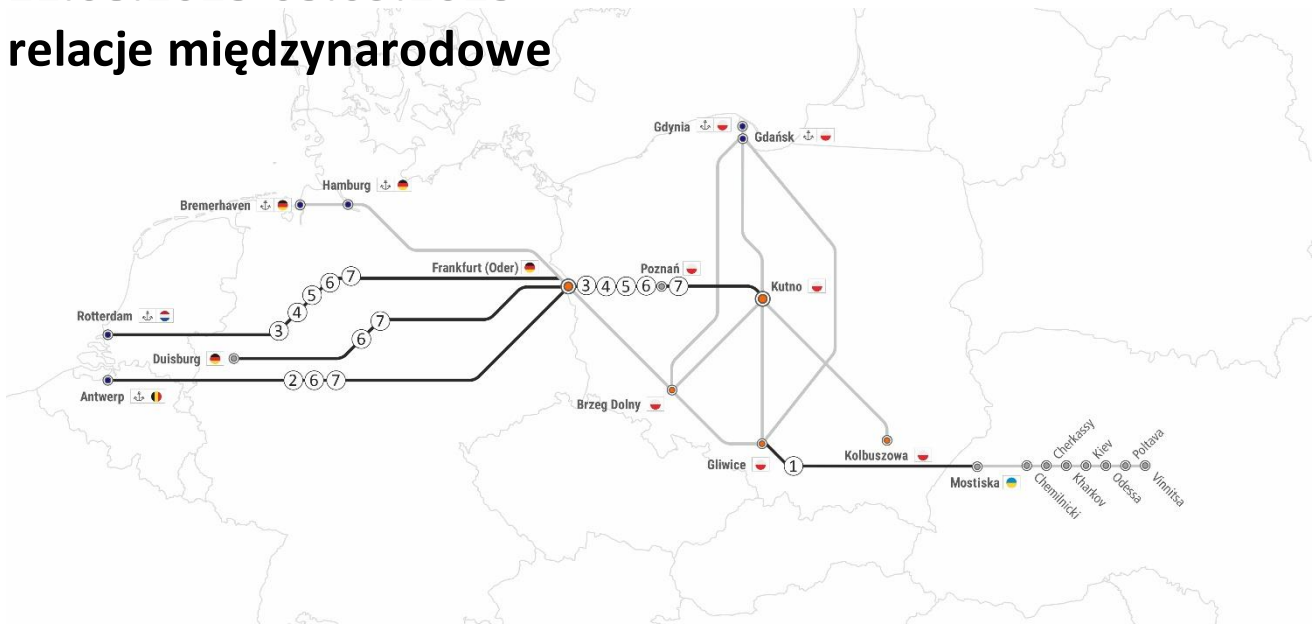 relacje międzynarodowe
Gdynia
Gdańsk
Hamburg
Bremerhaven
Frankfurt (Oder)
Poznań
3 4 5 6 7
3 4 5 6 7
Kutno
Rotterdam
Duisburg
6 7
2 6 7
Antwerp
Brzeg Dolny
Gliwice
1
Kolbuszowa
Mostiska
Chemilnicki
Cherkassy
Kharkov
Kiev
Odessa
Poltava
Vinnitsa